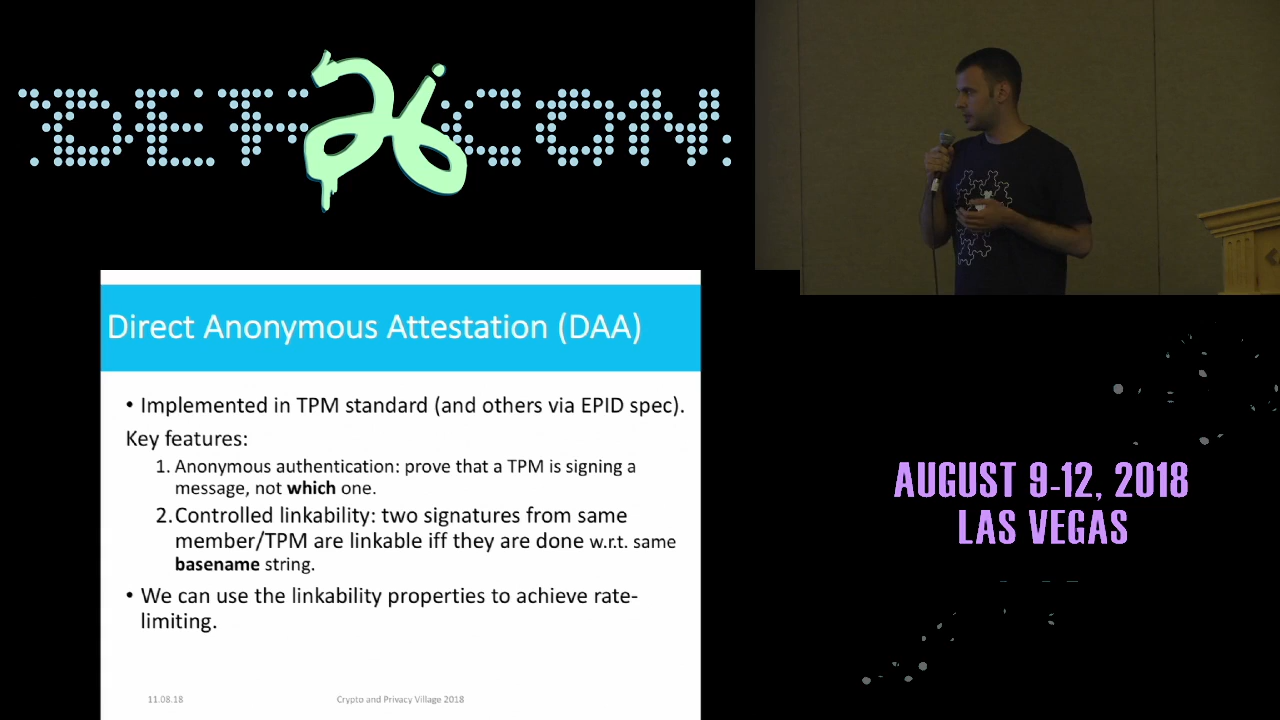 DEF 26 CON
Direct Anonymous Attestation (DAA)
• Implemented in TPM standard (and others via EPID spec).
Key features:
1. Anonymous authentication: prove that a TPM is signing a
message, not which one.
2. Controlled linkability: two signatures from same
member/TPM are linkable iff they are done w.r.t. same
basename string.
• We can use the linkability properties to achieve rate-
limiting.
11.08.18
Crypto and Privacy Village 2018
AUGUST 9-12, 2018
LAS VEGAS